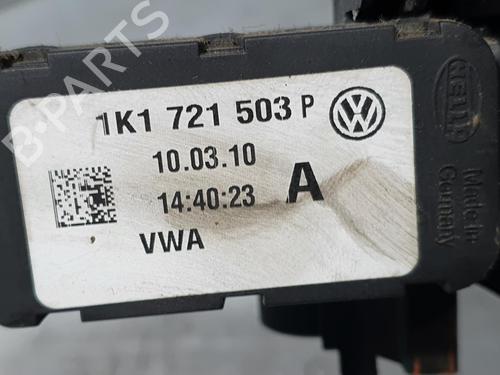 B-PARTS
1K1 721 503 P
10.03.10
14:40:23 A
VWA
HELLA
Made in
Germany